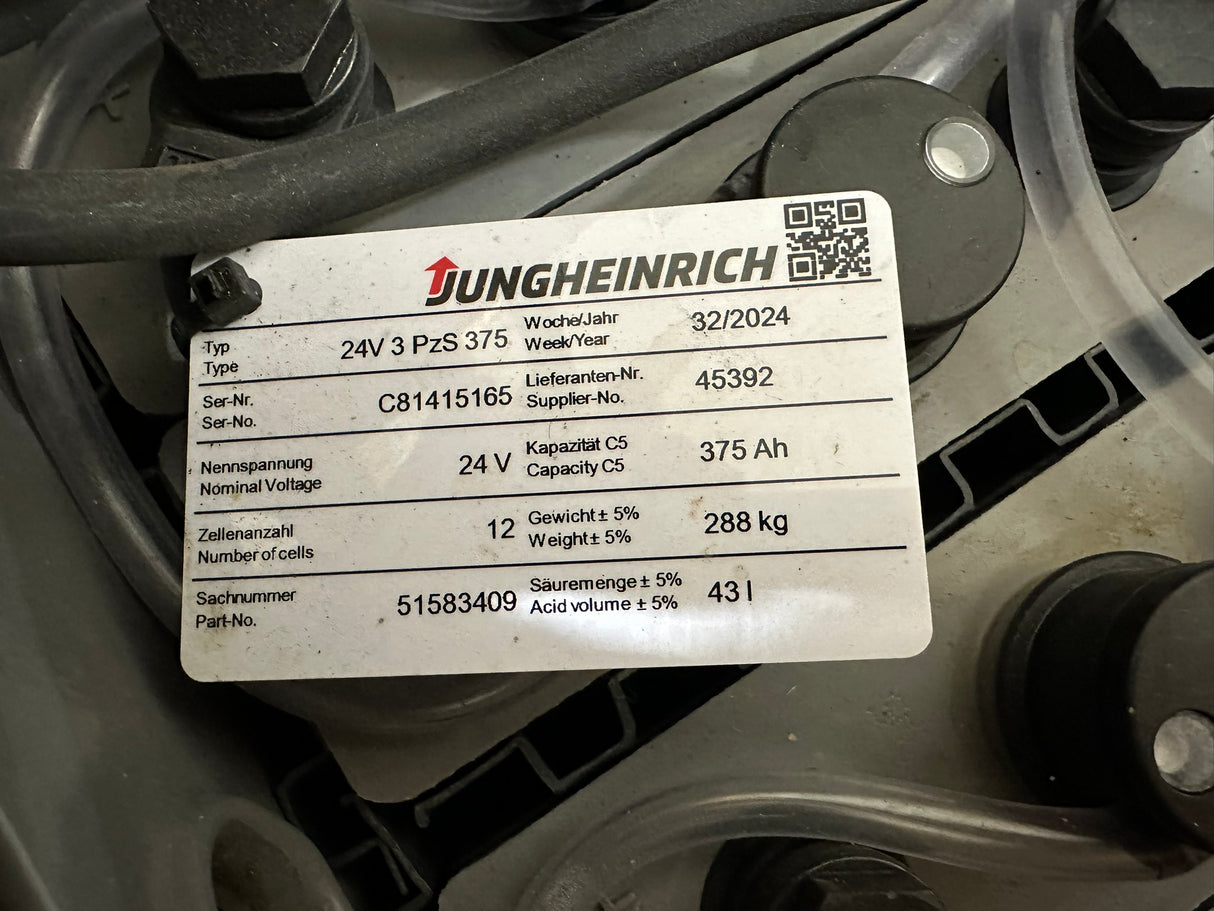 JUNGHEINRICH
Typ
Type
24V 3 PzS 375
Woche/Jahr
Week/Year
32/2024
Ser-Nr.
Ser-No.
C81415165
Lieferanten-Nr.
Supplier-No.
45392
Nennspannung
Nominal Voltage
24 V
Kapazität C5
Capacity C5
375 Ah
Zellenanzahl
Number of cells
12
Gewicht ± 5%
Weight ± 5%
288 kg
Sachnummer
Part-No.
51583409
Säuremenge ± 5%
Acid volume ± 5%
43 l